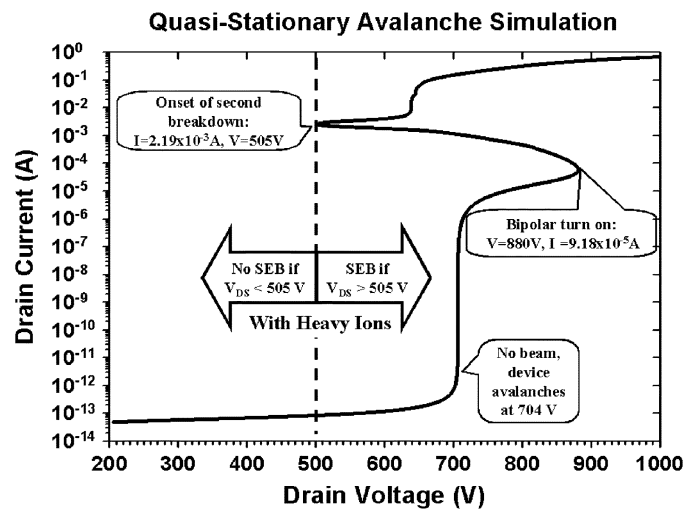 Quasi-Stationary Avalanche Simulation
Drain Current (A)
10⁰
10⁻¹
10⁻²
10⁻³
10⁻⁴
10⁻⁵
10⁻⁶
10⁻⁷
10⁻⁸
10⁻⁹
10⁻¹⁰
10⁻¹¹
10⁻¹²
10⁻¹³
10⁻¹⁴
Onset of second
breakdown:
I=2.19x10⁻³A, V=505V
Bipolar turn on:
V=880V, I =9.18x10⁻⁵A
No SEB if
V_DS < 505 V
SEB if
V_DS > 505 V
With Heavy Ions
No beam,
device
avalanches
at 704 V
200 300 400 500 600 700 800 900 1000
Drain Voltage (V)